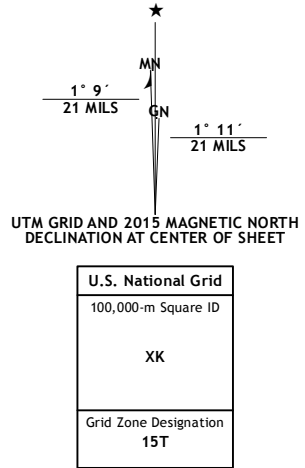 ★
MN
1° 9´
21 MILS
GN
1° 11´
21 MILS
UTM GRID AND 2015 MAGNETIC NORTH
DECLINATION AT CENTER OF SHEET
U.S. National Grid
100,000-m Square ID
XK
Grid Zone Designation
15T